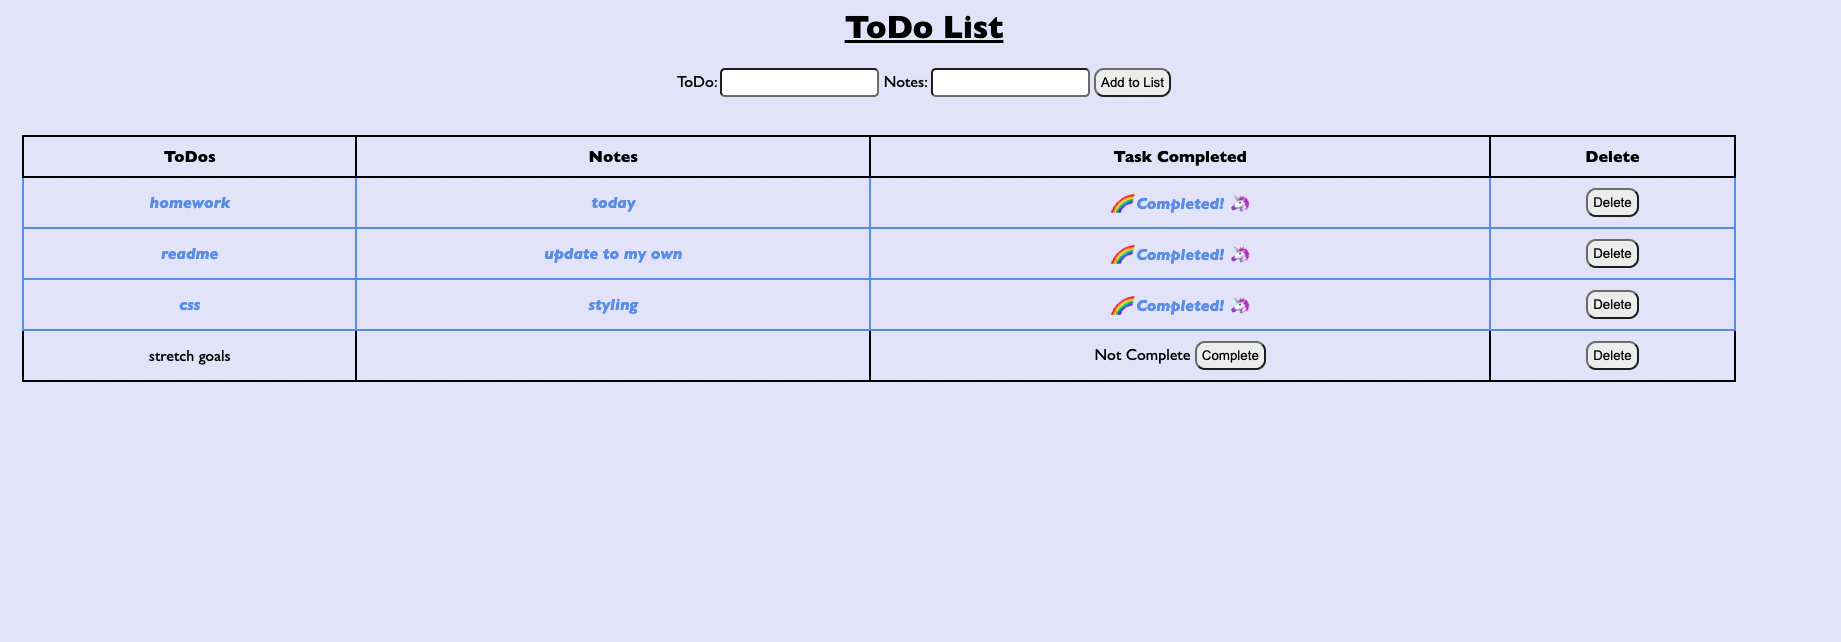 ToDo List
ToDo: Notes: Add to List
ToDos Notes Task Completed Delete
homework today 🌈Completed! 🦄 Delete
readme update to my own 🌈Completed! 🦄 Delete
css styling 🌈Completed! 🦄 Delete
stretch goals Not Complete Complete Delete